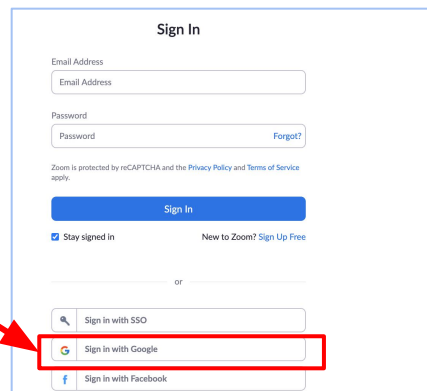 Sign In
Email Address
Email Address
Password
Password Forgot?
Zoom is protected by reCAPTCHA and the Privacy Policy and Terms of Service
apply.
Sign In
Stay signed in New to Zoom? Sign Up Free
or
Sign in with SSO
Sign in with Google
Sign in with Facebook